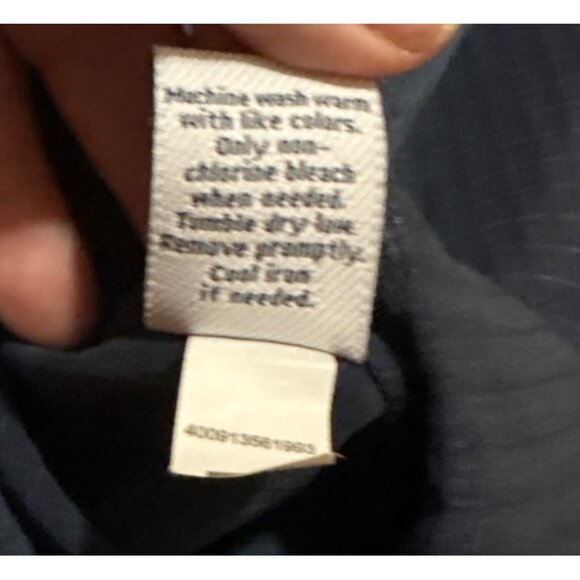 Machine wash warm
with like colors.
Only non-
chlorine bleach
when needed.
Tumble dry low.
Remove promptly.
Cool iron
if needed.
400913561993